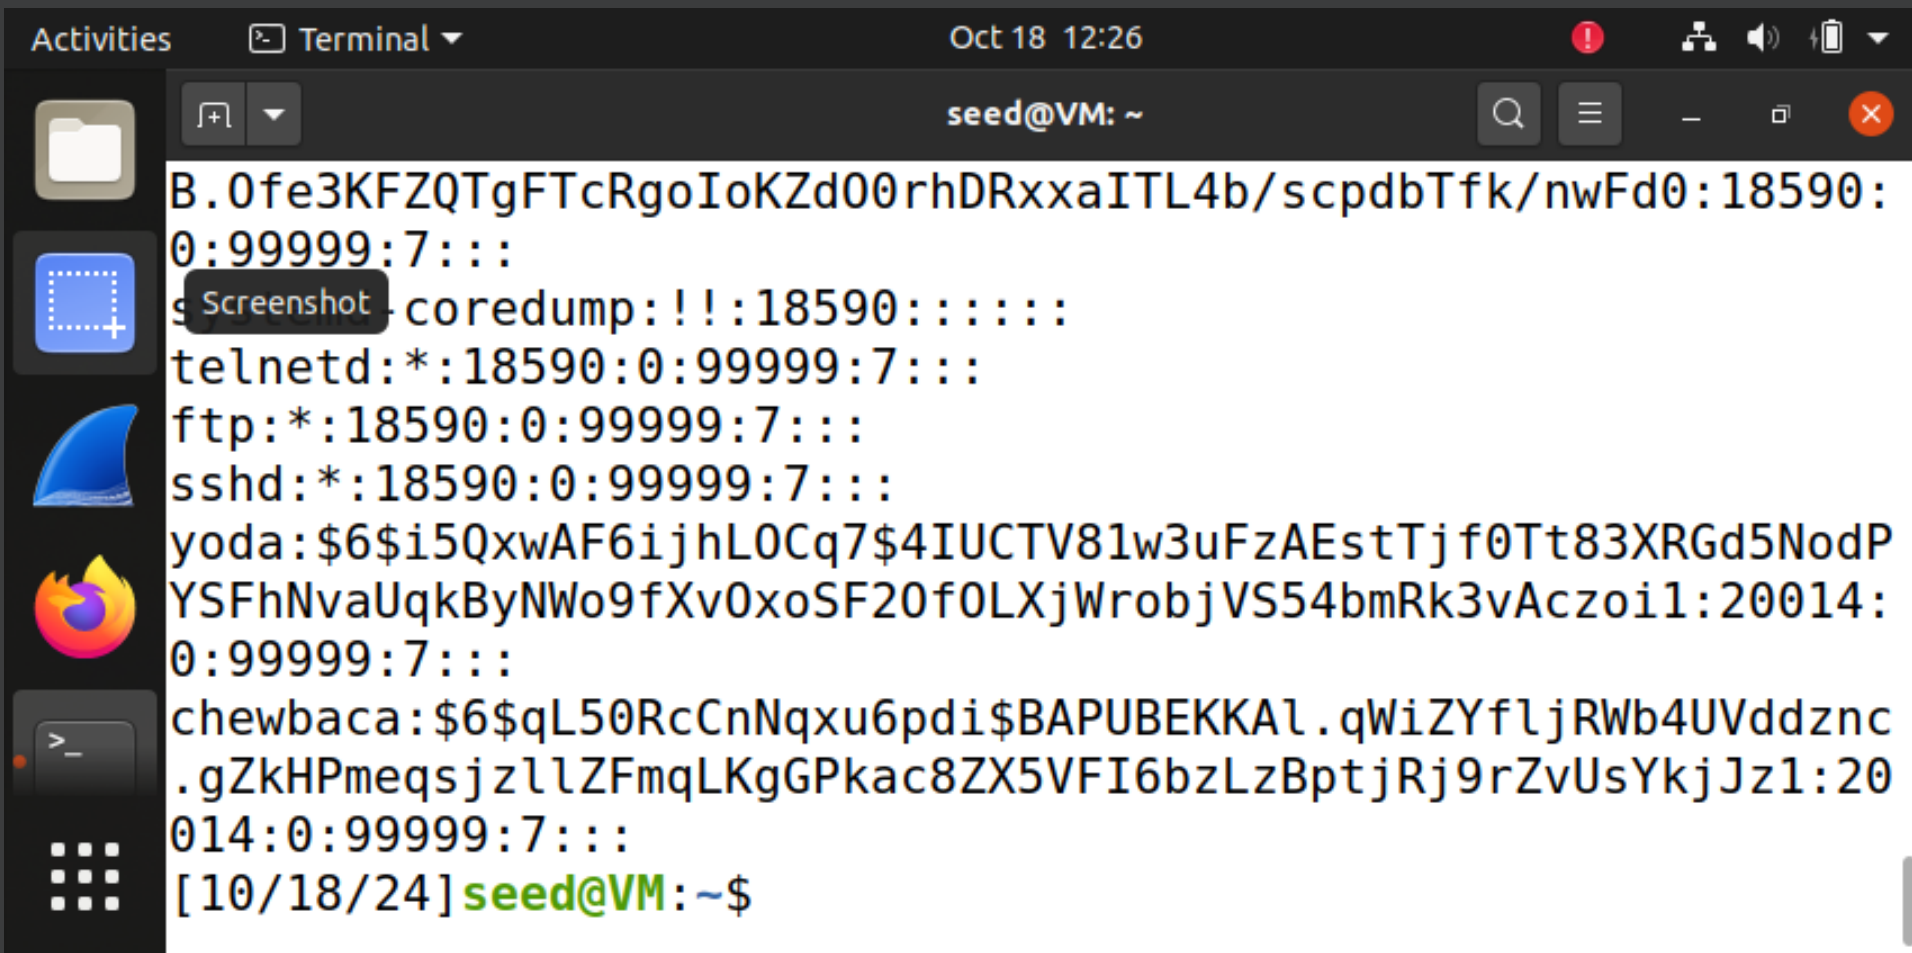 Activities
Terminal
Oct 18 12:26
seed@VM: ~
B.Ofe3KFZQTgFTcRgoIoKZdO0rhDRxxaITL4b/scpdbTfk/nwFd0:18590:
0:99999:7:::
Screenshot
-coredump:!!:18590::::::
telnetd:*:18590:0:99999:7:::
ftp:*:18590:0:99999:7:::
sshd:*:18590:0:99999:7:::
yoda:$6$i5QxwAF6ijhLOCq7$4IUCTV81w3uFzAEstTjf0Tt83XRGd5NodP
YSFhNvaUqkByNWo9fXvOxoSF2OfOLXjWrobjVS54bmRk3vAczoi1:20014:
0:99999:7:::
chewbaca:$6$qL50RcCnNqxu6pdi$BAPUBEKKAl.qWiZYfljRWb4UVddznc
.gZkHPmeqsjzllZFmqLKgGPkac8ZX5VFI6bzLzBptjRj9rZvUsYkjJz1:20
014:0:99999:7:::
[10/18/24]seed@VM:~$